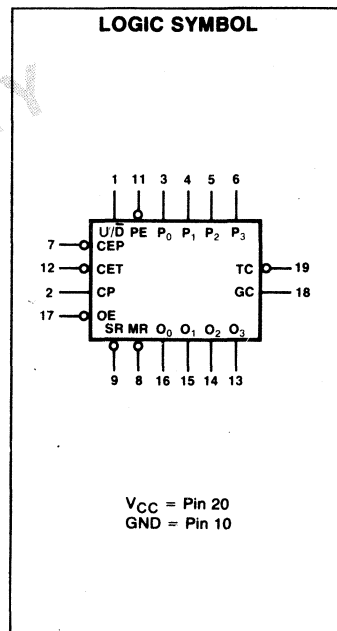 LOGIC SYMBOL
1 11 3 4 5 6
U/D̅ PE P₀ P₁ P₂ P₃
7 CEP
12 CET TC 19
2 CP GC 18
17 OE
SR MR O₀ O₁ O₂ O₃
9 8 16 15 14 13
V_CC = Pin 20
GND = Pin 10